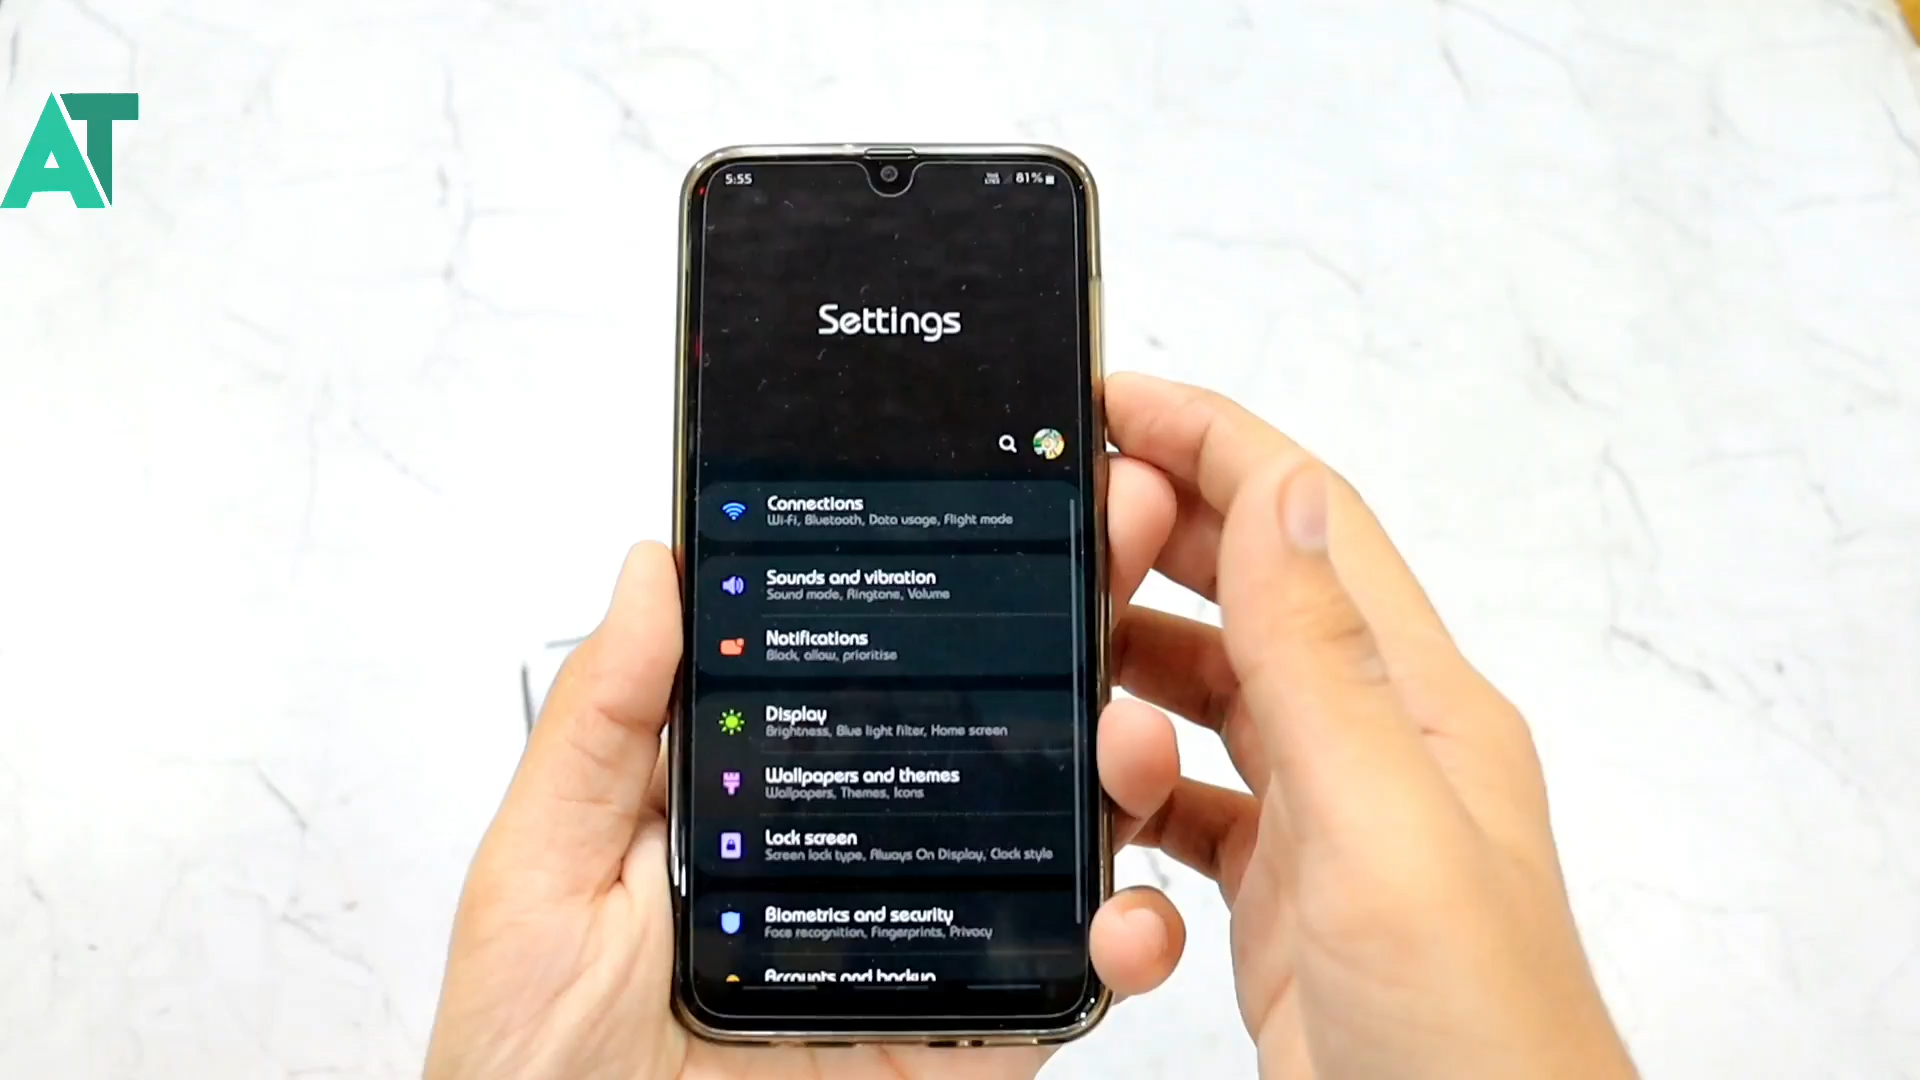 AT
5:55
81%
Settings
Connections
Wi-Fi, Bluetooth, Data usage, Flight mode
Sounds and vibration
Sound mode, Ringtone, Volume
Notifications
Block, allow, prioritise
Display
Brightness, Blue light filter, Home screen
Wallpapers and themes
Wallpapers, Themes, Icons
Lock screen
Screen lock type, Always On Display, Clock style
Biometrics and security
Face recognition, Fingerprints, Privacy
Accounts and backup